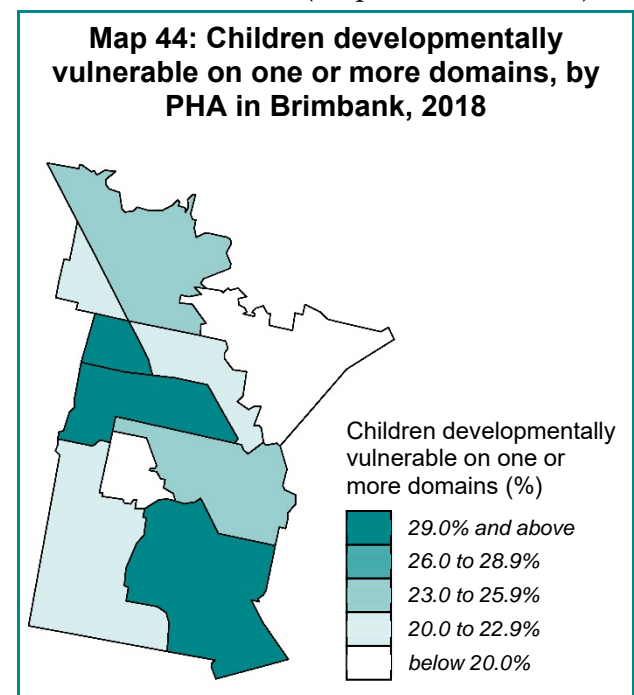 Map 44: Children developmentally
vulnerable on one or more domains, by
PHA in Brimbank, 2018
Children developmentally
vulnerable on one or
more domains (%)
29.0% and above
26.0 to 28.9%
23.0 to 25.9%
20.0 to 22.9%
below 20.0%